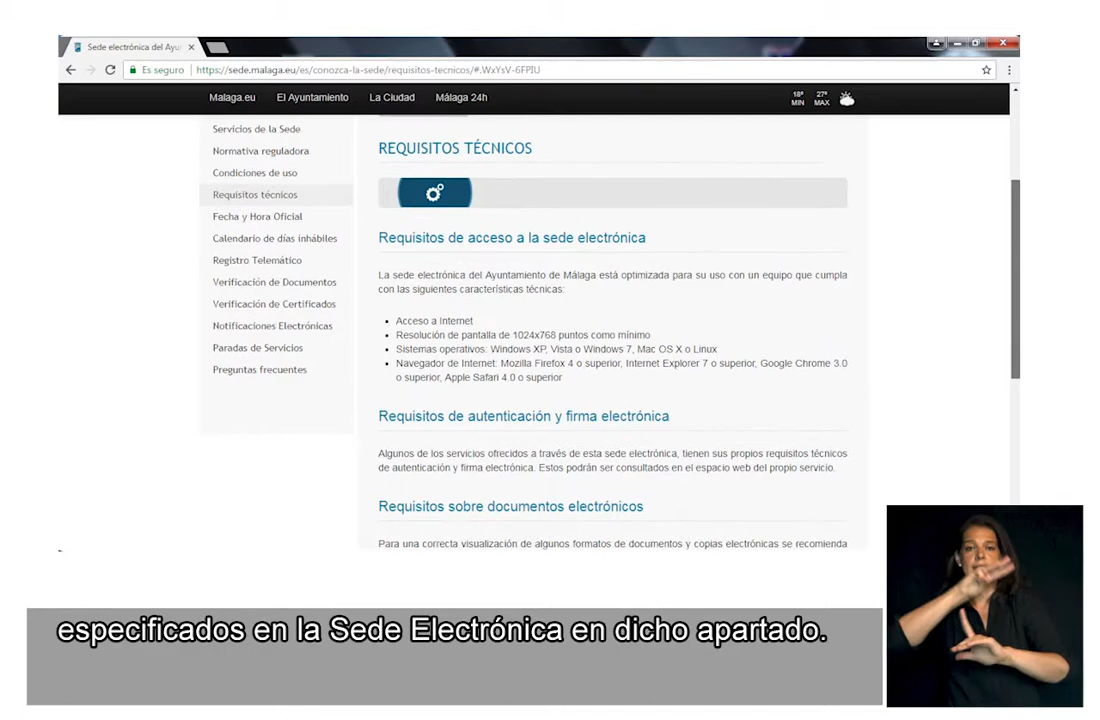 Sede electrónica del Ayu
Es seguro https://sede.malaga.eu/es/conozca-la-sede/requisitos-tecnicos/#.WxYsV-6FPIU
Malaga.eu El Ayuntamiento La Ciudad Málaga 24h 18º MIN 27º MAX
Servicios de la Sede
Normativa reguladora
Condiciones de uso
Requisitos técnicos
Fecha y Hora Oficial
Calendario de días inhábiles
Registro Telemático
Verificación de Documentos
Verificación de Certificados
Notificaciones Electrónicas
Paradas de Servicios
Preguntas frecuentes
REQUISITOS TÉCNICOS
Requisitos de acceso a la sede electrónica
La sede electrónica del Ayuntamiento de Málaga está optimizada para su uso con un equipo que cumpla
con las siguientes características técnicas:
• Acceso a Internet
• Resolución de pantalla de 1024x768 puntos como mínimo
• Sistemas operativos: Windows XP, Vista o Windows 7, Mac OS X o Linux
• Navegador de Internet: Mozilla Firefox 4 o superior, Internet Explorer 7 o superior, Google Chrome 3.0
o superior, Apple Safari 4.0 o superior
Requisitos de autenticación y firma electrónica
Algunos de los servicios ofrecidos a través de esta sede electrónica, tienen sus propios requisitos técnicos
de autenticación y firma electrónica. Estos podrán ser consultados en el espacio web del propio servicio.
Requisitos sobre documentos electrónicos
Para una correcta visualización de algunos formatos de documentos y copias electrónicas se recomienda
especificados en la Sede Electrónica en dicho apartado.